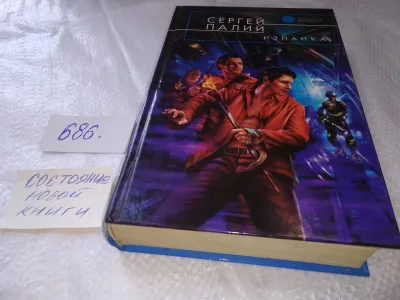 СЕРГЕЙ
ПАЛИЙ
ИЗНАНКА
686.
СОСТОЯНИЕ
НОВОЙ
КНИГИ